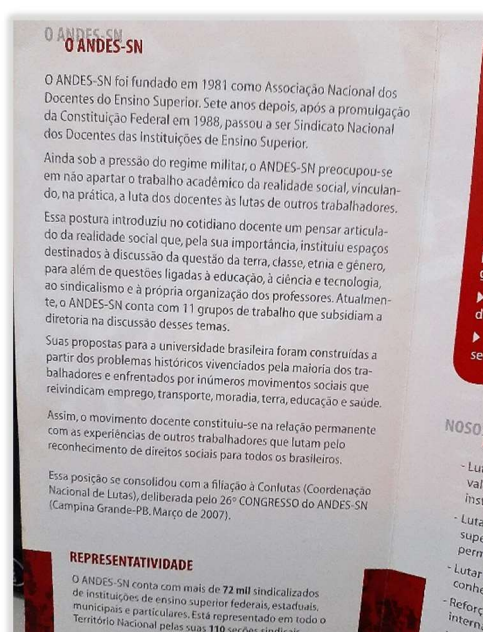 O ANDES-SN
O ANDES-SN
O ANDES-SN foi fundado em 1981 como Associação Nacional dos
Docentes do Ensino Superior. Sete anos depois, após a promulgação
da Constituição Federal em 1988, passou a ser Sindicato Nacional
dos Docentes das Instituições de Ensino Superior.
Ainda sob a pressão do regime militar, o ANDES-SN preocupou-se
em não apartar o trabalho acadêmico da realidade social, vinculan-
do, na prática, a luta dos docentes às lutas de outros trabalhadores.
Essa postura introduziu no cotidiano docente um pensar articula-
do da realidade social que, pela sua importância, instituiu espaços
destinados à discussão da questão da terra, classe, etnia e gênero,
para além de questões ligadas à educação, à ciência e tecnologia,
ao sindicalismo e à própria organização dos professores. Atualmen-
te, o ANDES-SN conta com 11 grupos de trabalho que subsidiam a
diretoria na discussão desses temas.
Suas propostas para a universidade brasileira foram construídas a
partir dos problemas históricos vivenciados pela maioria dos tra-
balhadores e enfrentados por inúmeros movimentos sociais que
reivindicam emprego, transporte, moradia, terra, educação e saúde.
Assim, o movimento docente constituiu-se na relação permanente
com as experiências de outros trabalhadores que lutam pelo
reconhecimento de direitos sociais para todos os brasileiros.
Essa posição se consolidou com a filiação à Conlutas (Coordenação
Nacional de Lutas), deliberada pelo 26º CONGRESSO do ANDES-SN
(Campina Grande-PB, Março de 2007).
REPRESENTATIVIDADE
O ANDES-SN conta com mais de 72 mil sindicalizados
de instituições de ensino superior federais, estaduais,
municipais e particulares. Está representado em todo o
Território Nacional pelas suas 110 seções sindicais
NOSO
- Lu
val
ins
- Luta
supe
perm
- Lutar
conhe
- Reforç
interna